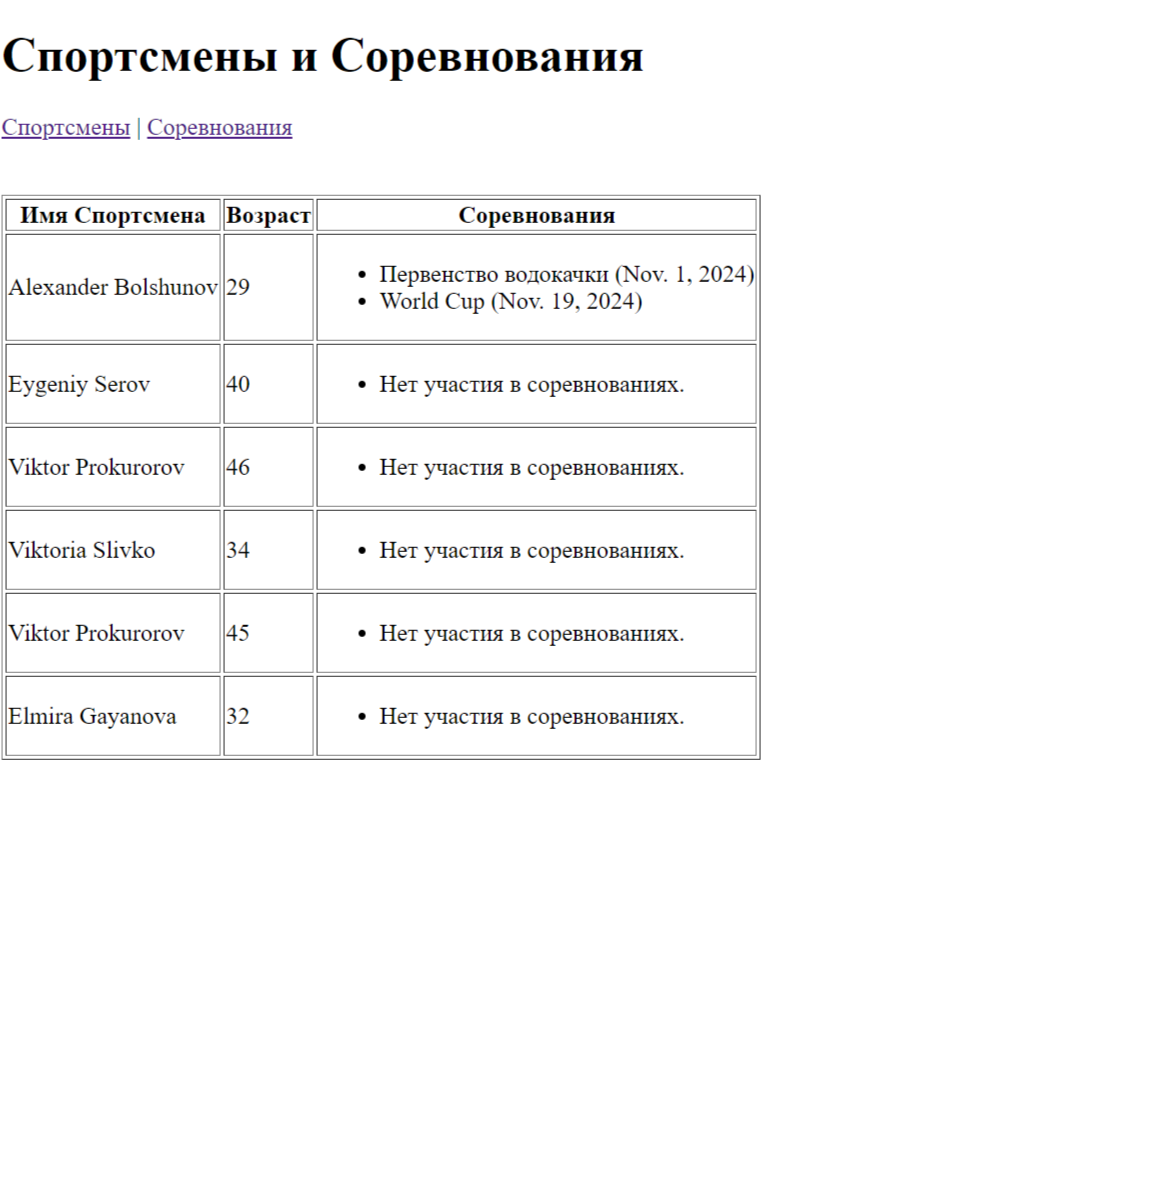 Спортсмены и Соревнования
Спортсмены | Соревнования
Имя Спортсмена Возраст Соревнования
Alexander Bolshunov 29
• Первенство водокачки (Nov. 1, 2024)
• World Cup (Nov. 19, 2024)
Eygeniy Serov 40 • Нет участия в соревнованиях.
Viktor Prokurorov 46 • Нет участия в соревнованиях.
Viktoria Slivko 34 • Нет участия в соревнованиях.
Viktor Prokurorov 45 • Нет участия в соревнованиях.
Elmira Gayanova 32 • Нет участия в соревнованиях.